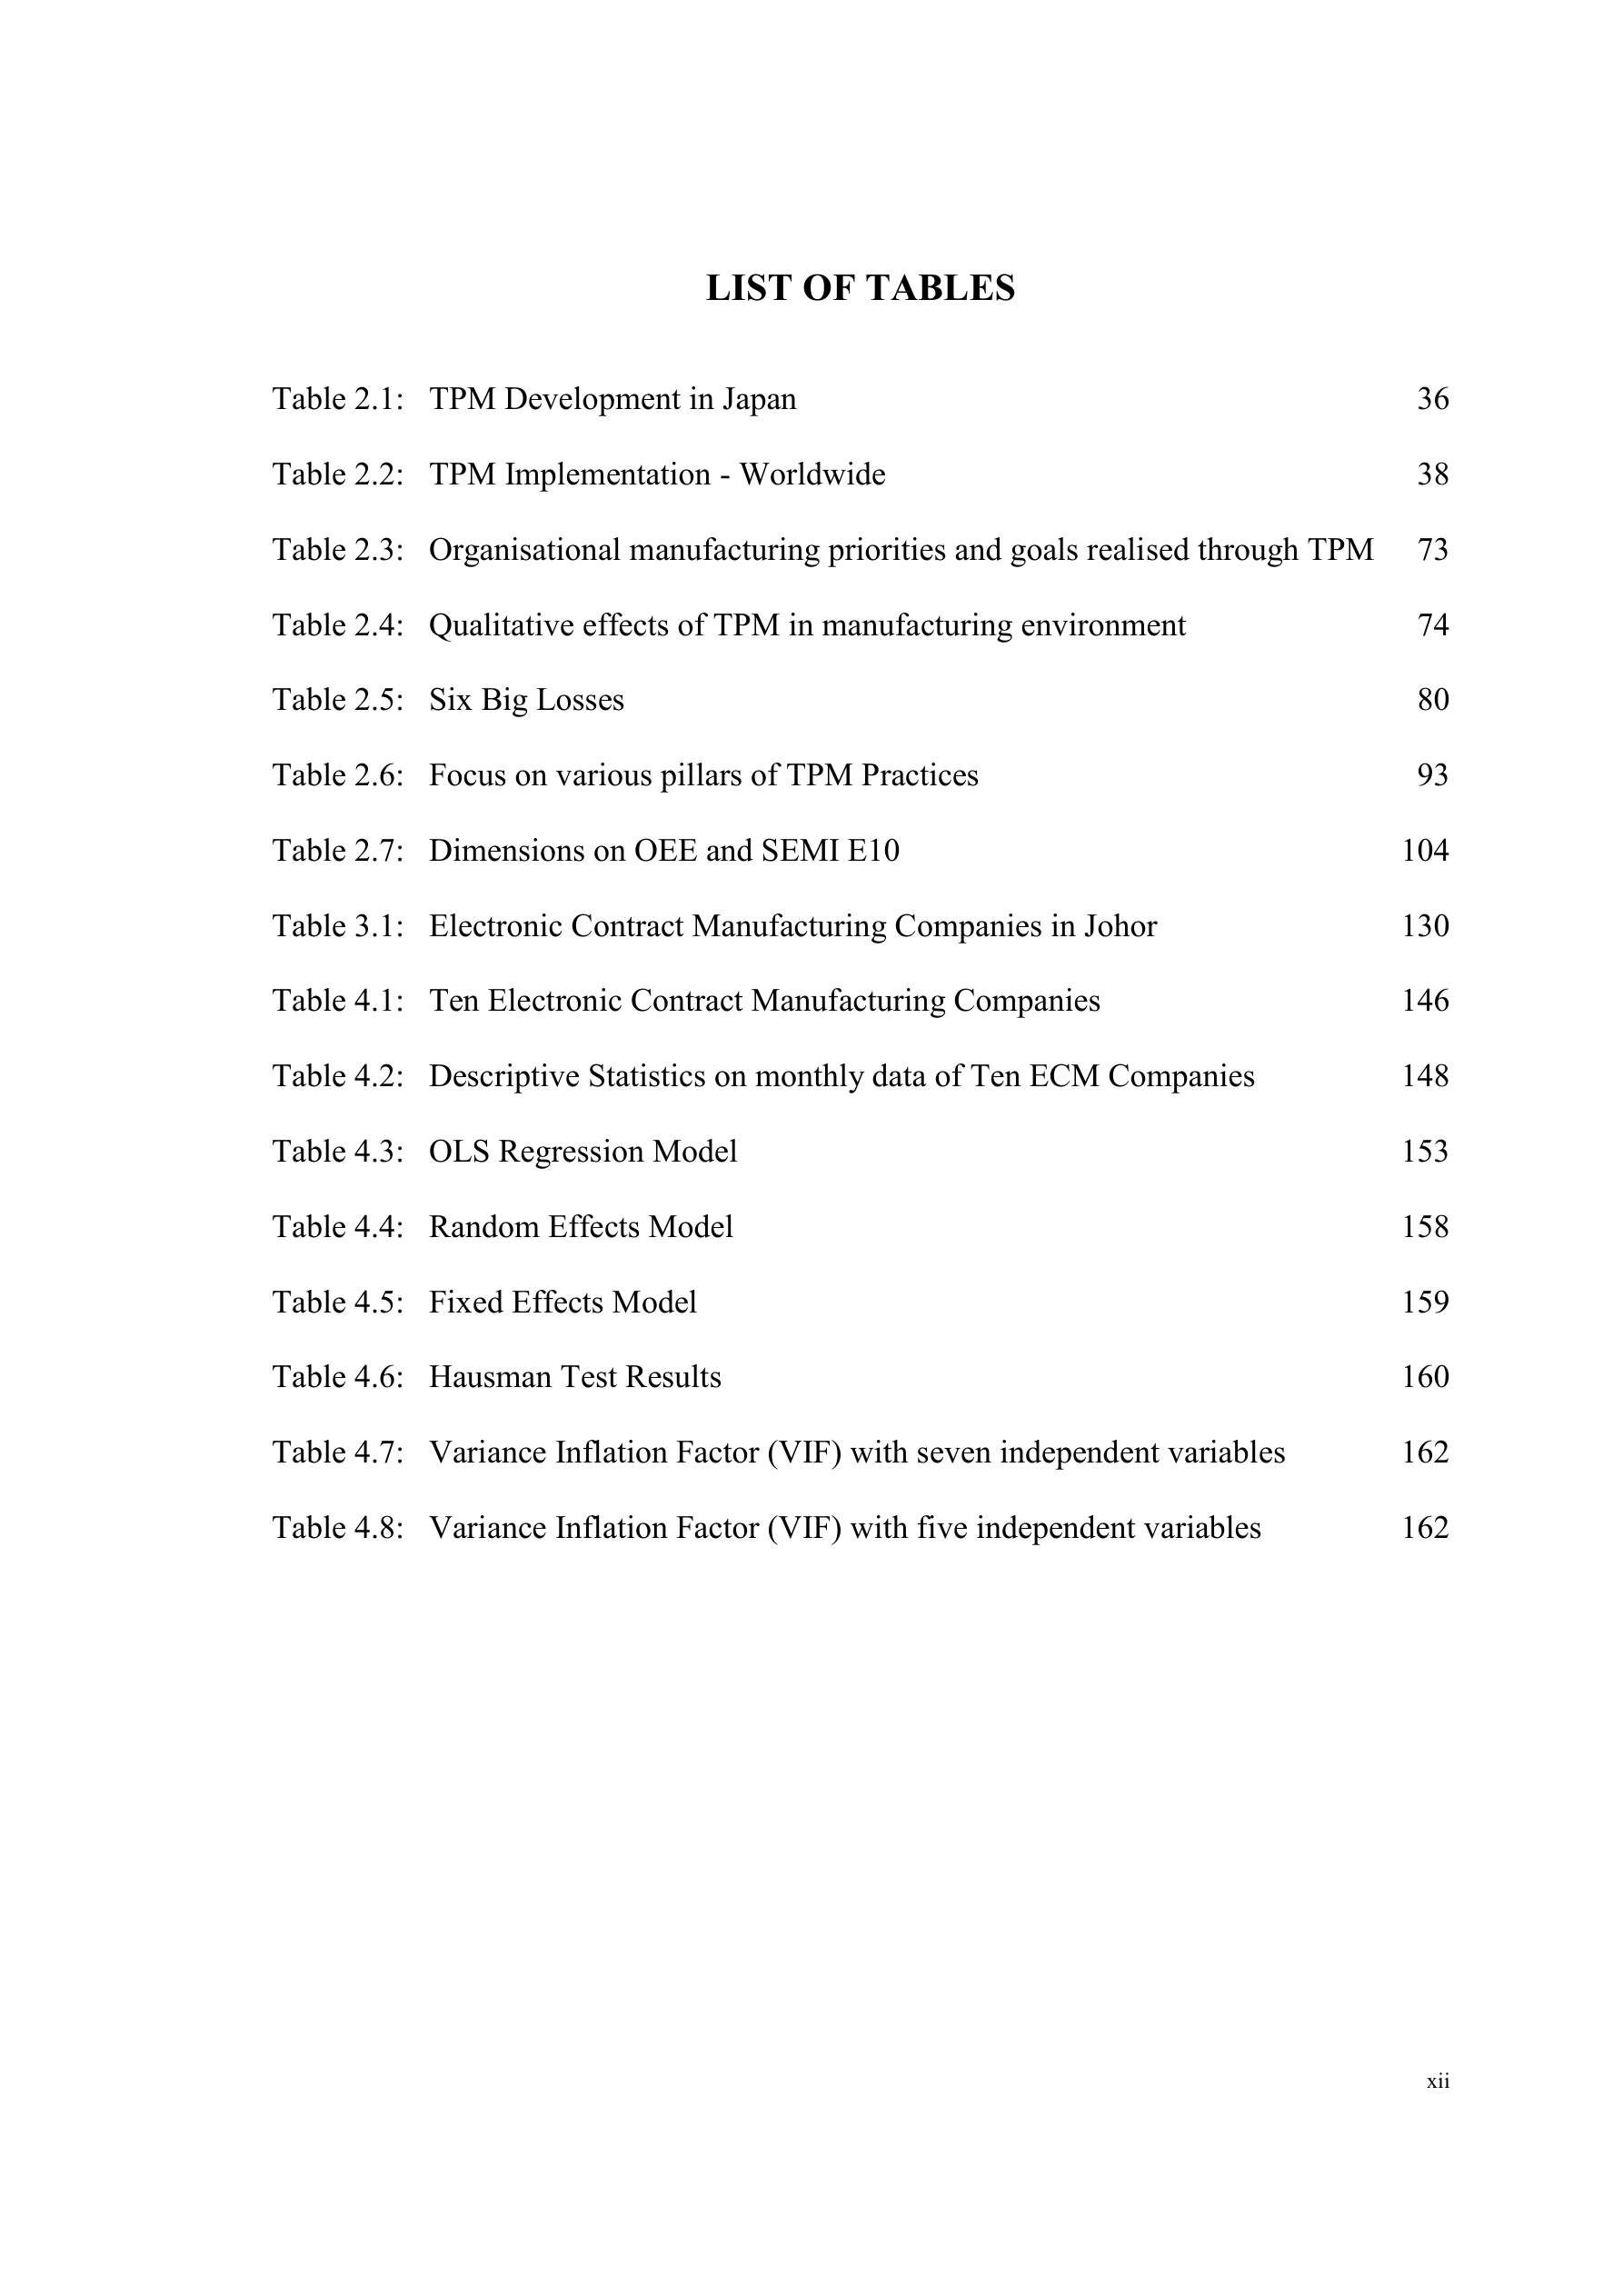 LIST OF TABLES
Table 2.1: TPM Development in Japan 36
Table 2.2: TPM Implementation - Worldwide 38
Table 2.3: Organisational manufacturing priorities and goals realised through TPM 73
Table 2.4: Qualitative effects of TPM in manufacturing environment 74
Table 2.5: Six Big Losses 80
Table 2.6: Focus on various pillars of TPM Practices 93
Table 2.7: Dimensions on OEE and SEMI E10 104
Table 3.1: Electronic Contract Manufacturing Companies in Johor 130
Table 4.1: Ten Electronic Contract Manufacturing Companies 146
Table 4.2: Descriptive Statistics on monthly data of Ten ECM Companies 148
Table 4.3: OLS Regression Model 153
Table 4.4: Random Effects Model 158
Table 4.5: Fixed Effects Model 159
Table 4.6: Hausman Test Results 160
Table 4.7: Variance Inflation Factor (VIF) with seven independent variables 162
Table 4.8: Variance Inflation Factor (VIF) with five independent variables 162
xii